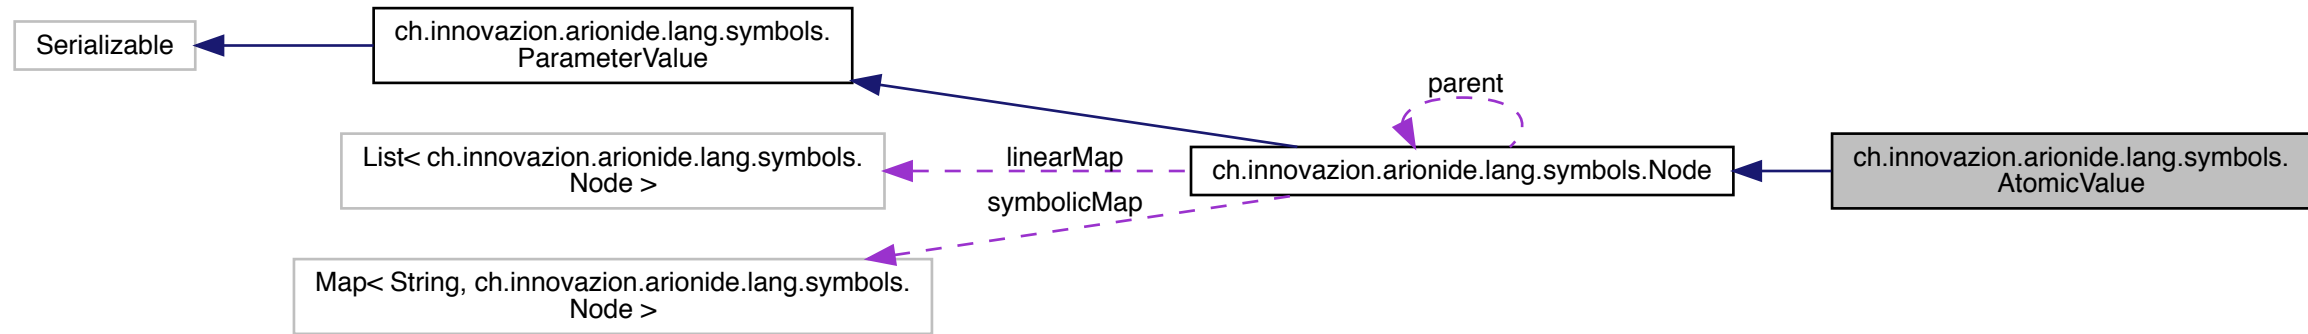 Serializable
ch.innovazion.arionide.lang.symbols.
ParameterValue
parent
List< ch.innovazion.arionide.lang.symbols.
Node >
linearMap
ch.innovazion.arionide.lang.symbols.Node
ch.innovazion.arionide.lang.symbols.
AtomicValue
symbolicMap
Map< String, ch.innovazion.arionide.lang.symbols.
Node >